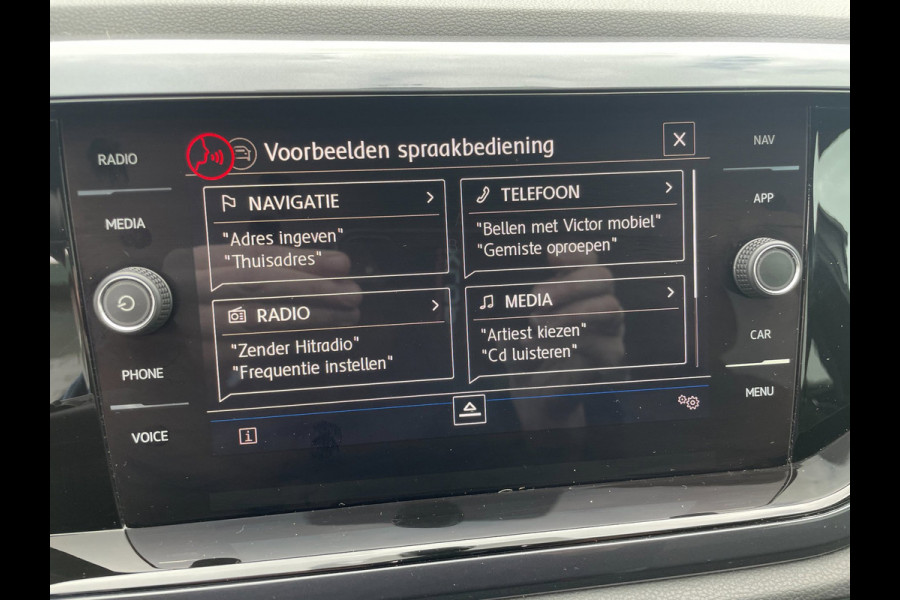 RADIO
MEDIA
PHONE
VOICE
Voorbeelden spraakbediening
X
NAVIGATIE
"Adres ingeven"
"Thuisadres"
TELEFOON
"Bellen met Victor mobiel"
"Gemiste oproepen"
RADIO
"Zender Hitradio"
"Frequentie instellen"
MEDIA
"Artiest kiezen"
"Cd luisteren"
i
NAV
APP
CAR
MENU